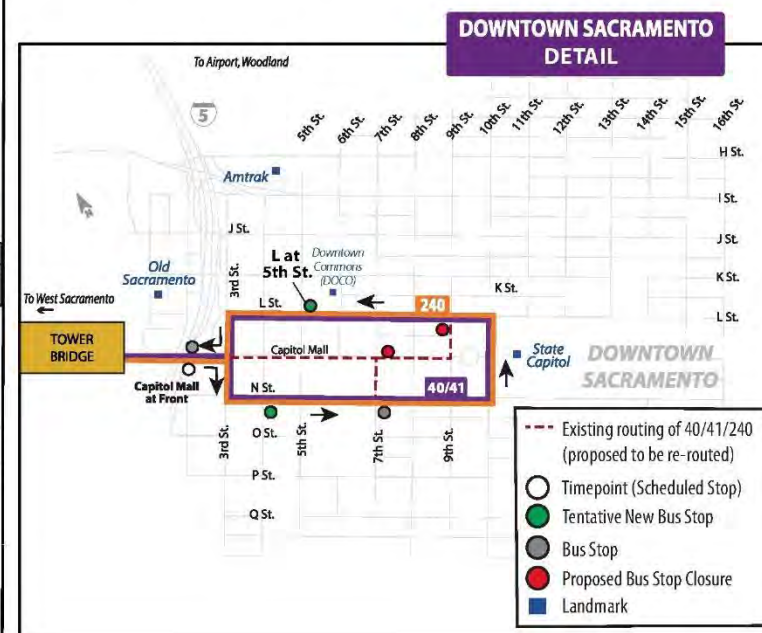 DOWNTOWN SACRAMENTO
DETAIL
To Airport, Woodland
5
5th St.
6th St.
7th St.
8th St.
9th St.
10th St.
11th St.
12th St.
13th St.
14th St.
15th St.
16th St.
H St.
Amtrak
I St.
J St.
J St.
Old
Sacramento
3rd St.
L at
5th St.
Downtown
Commons
(DOCO)
K St.
K St.
To West Sacramento
L St.
240
L St.
TOWER
BRIDGE
Capitol Mall
State
Capitol
DOWNTOWN
SACRAMENTO
Capitol Mall
at Front
N St.
40/41
3rd St.
O St.
5th St.
7th St.
9th St.
P St.
Q St.
Existing routing of 40/41/240
(proposed to be re-routed)
Timepoint (Scheduled Stop)
Tentative New Bus Stop
Bus Stop
Proposed Bus Stop Closure
Landmark